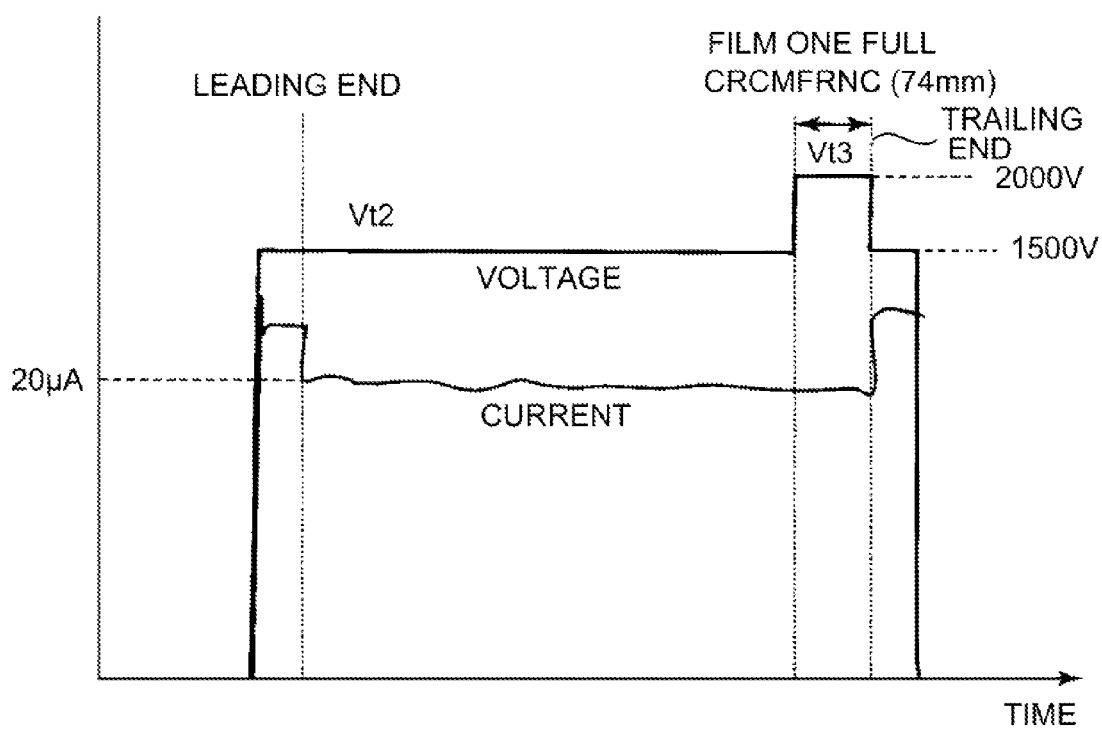 FILM ONE FULL
CRCMFRNC (74mm)
LEADING END
TRAILING
END
Vt3
2000V
Vt2
1500V
VOLTAGE
20μA
CURRENT
TIME